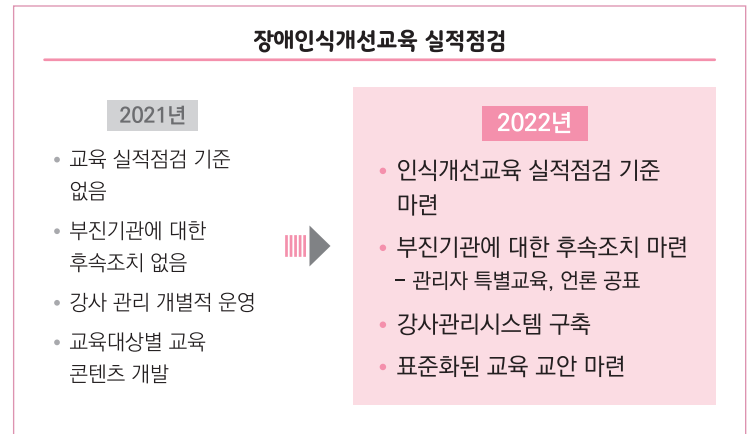 장애인식개선교육 실적점검
2021년
• 교육 실적점검 기준
없음
• 부진기관에 대한
후속조치 없음
• 강사 관리 개별적 운영
• 교육대상별 교육
콘텐츠 개발
2022년
• 인식개선교육 실적점검 기준
마련
• 부진기관에 대한 후속조치 마련
– 관리자 특별교육, 언론 공표
• 강사관리시스템 구축
• 표준화된 교육 교안 마련